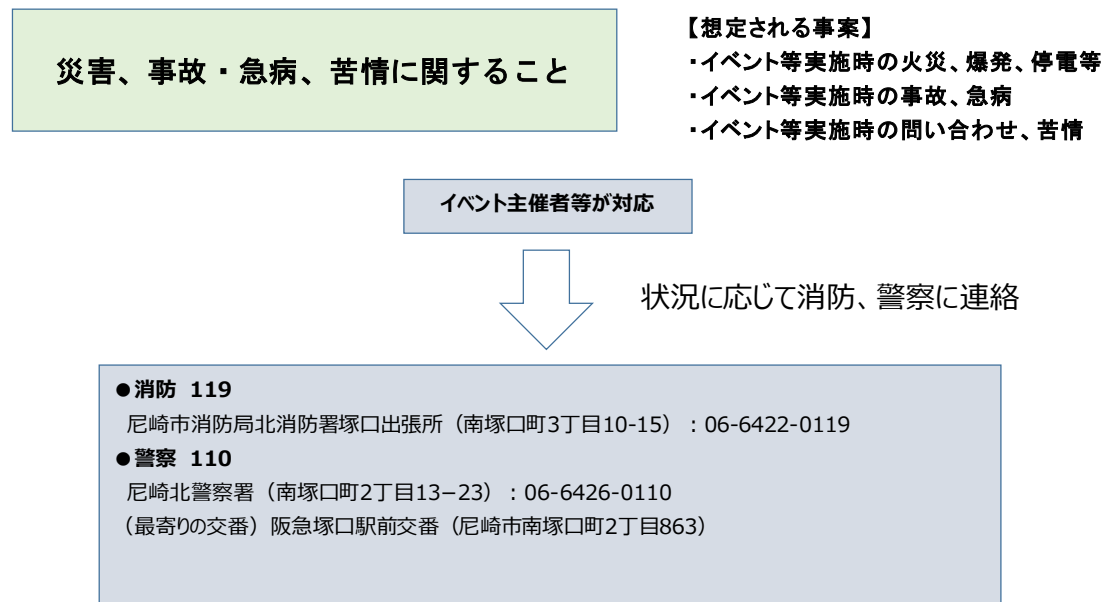 災害、事故・急病、苦情に関すること
【想定される事案】
・イベント等実施時の火災、爆発、停電等
・イベント等実施時の事故、急病
・イベント等実施時の問い合わせ、苦情
イベント主催者等が対応
状況に応じて消防、警察に連絡
●消防 119
尼崎市消防局北消防署塚口出張所（南塚口町3丁目10-15）：06-6422-0119
●警察 110
尼崎北警察署（南塚口町2丁目13−23）：06-6426-0110
（最寄りの交番）阪急塚口駅前交番（尼崎市南塚口町2丁目863）